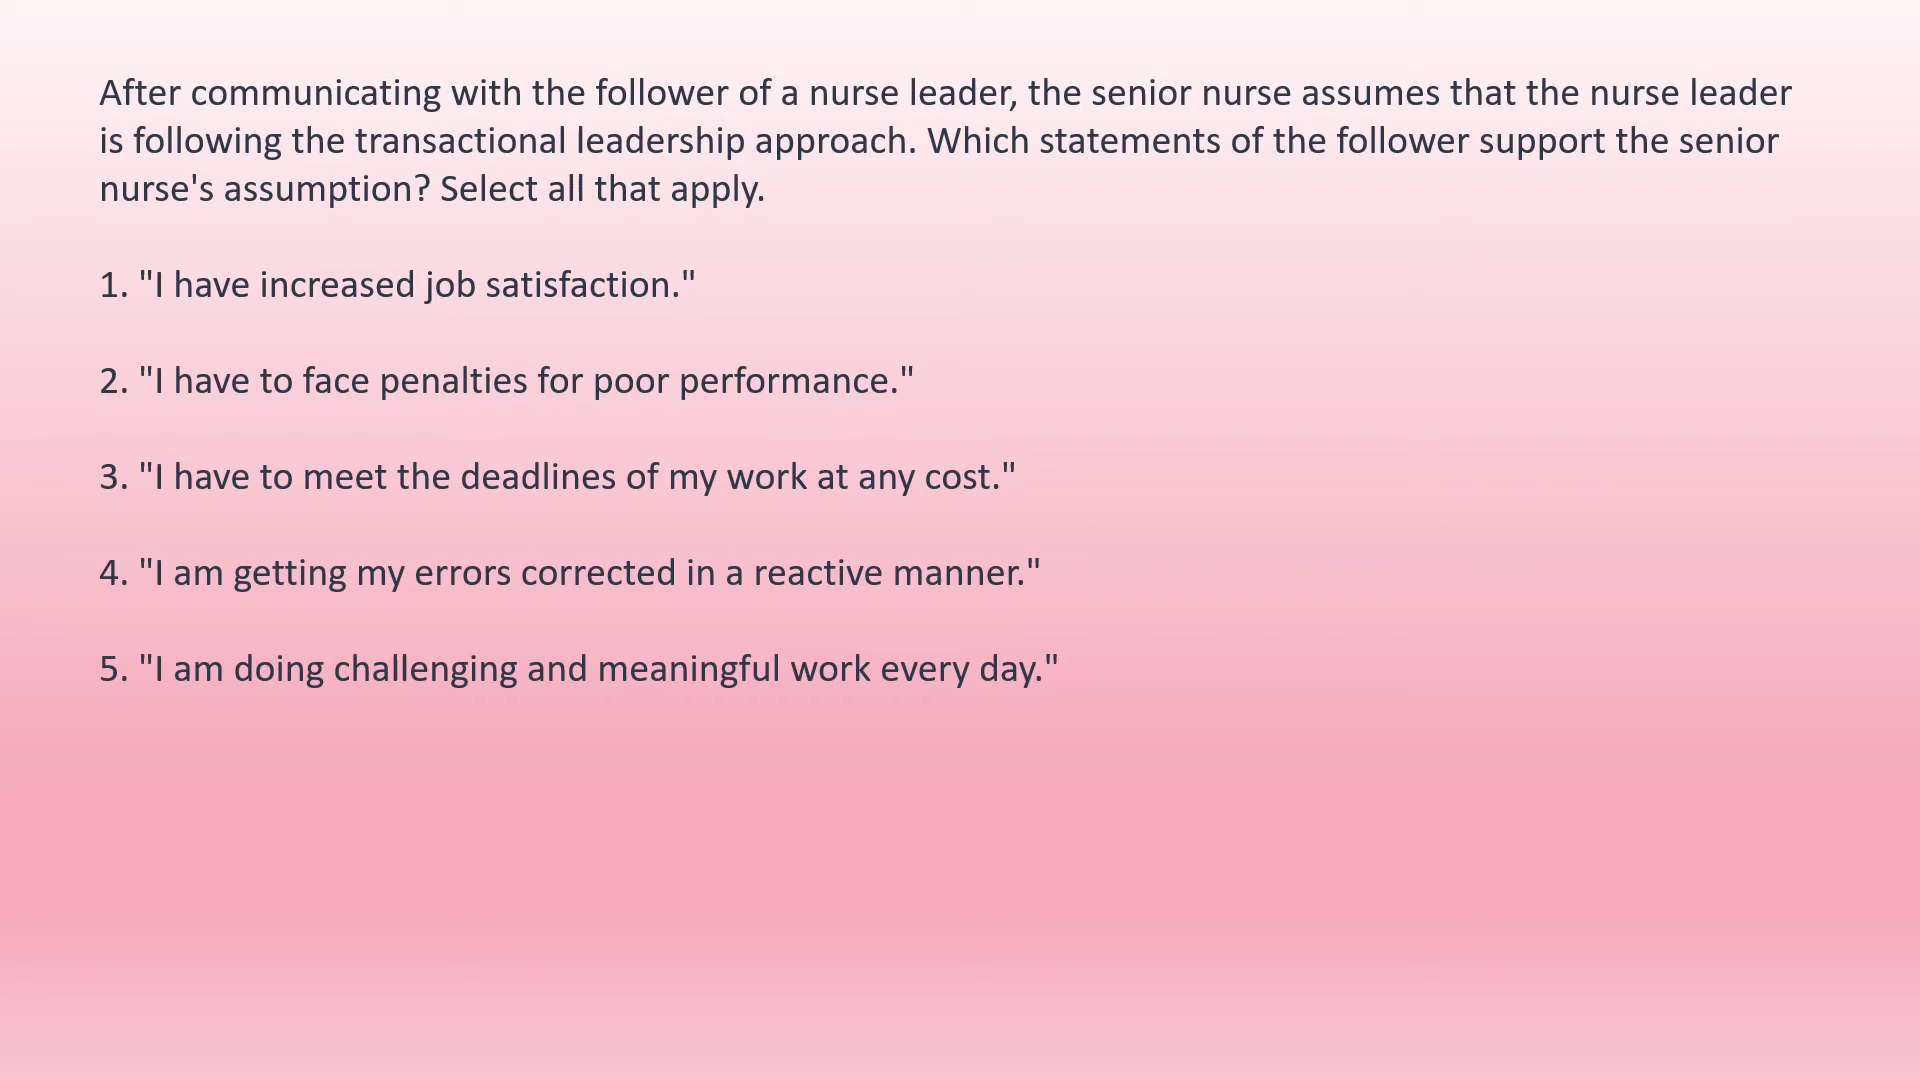 After communicating with the follower of a nurse leader, the senior nurse assumes that the nurse leader
is following the transactional leadership approach. Which statements of the follower support the senior
nurse's assumption? Select all that apply.
1. "I have increased job satisfaction."
2. "I have to face penalties for poor performance."
3. "I have to meet the deadlines of my work at any cost."
4. "I am getting my errors corrected in a reactive manner."
5. "I am doing challenging and meaningful work every day."